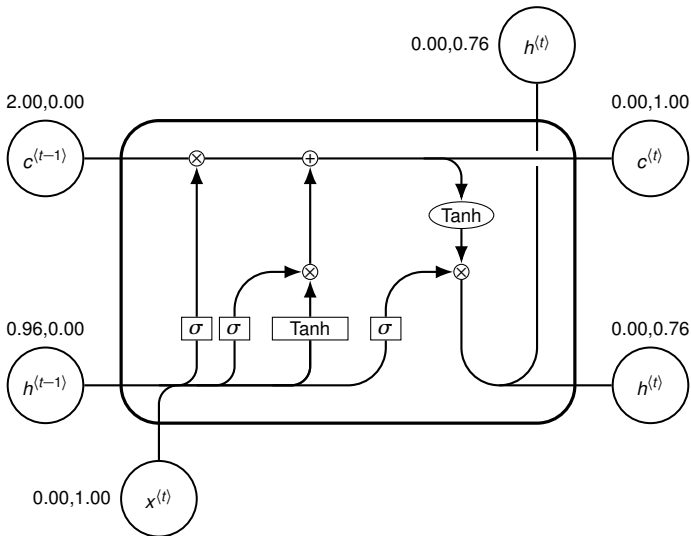 0.00,0.76
h⟨t⟩
2.00,0.00
0.00,1.00
c⟨t−1⟩
c⟨t⟩
×
+
Tanh
×
×
0.96,0.00
0.00,0.76
σ
σ
Tanh
σ
h⟨t−1⟩
h⟨t⟩
0.00,1.00
x⟨t⟩